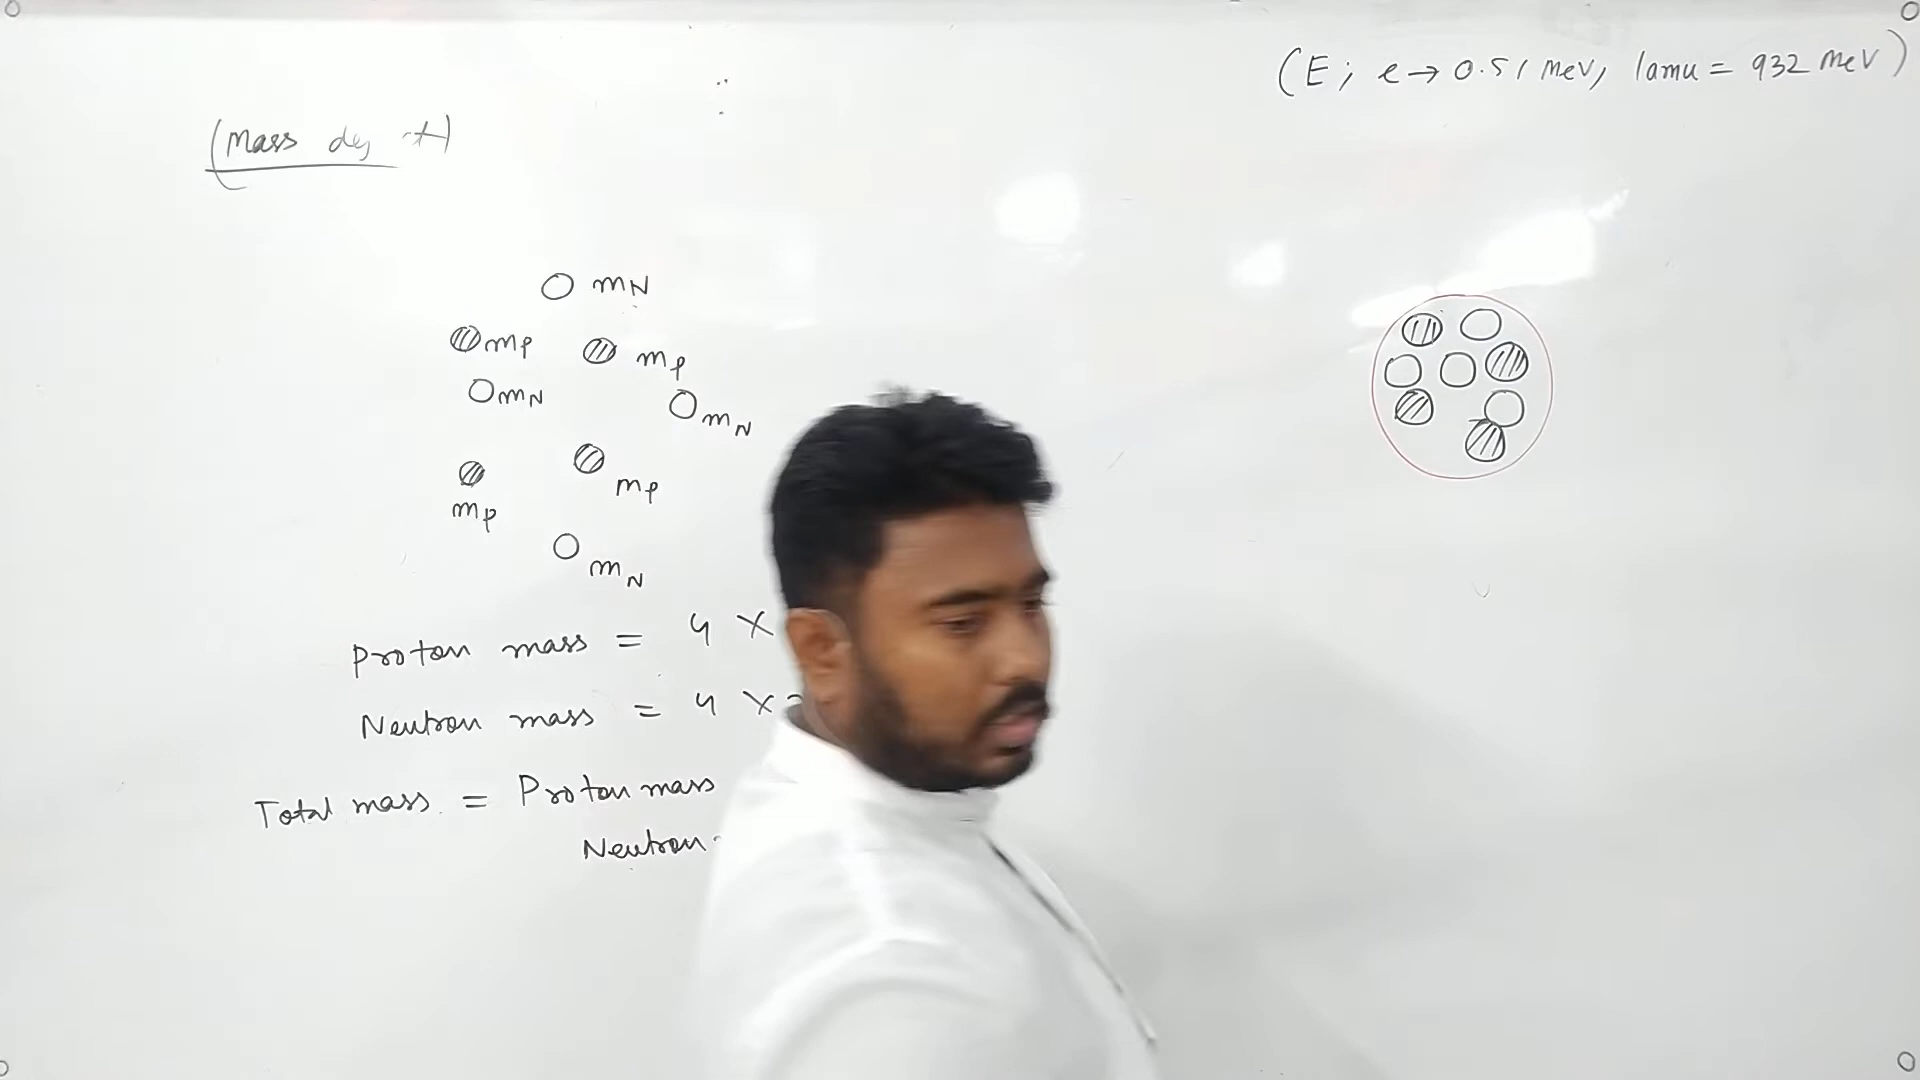 (E; e → 0.51 MeV, 1amu = 932 MeV)
(Mass
mN
mp mp
mN mN
mp
mp
mN
Proton mass = 4 ×
Neutron mass = 4 ×
Total mass = Proton mass
Neutron